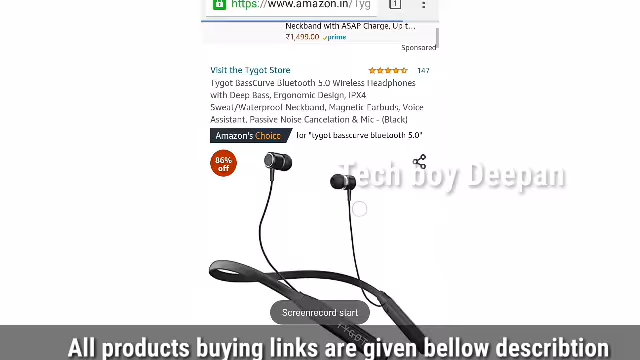 https://www.amazon.in/Tyg
1
Neckband with ASAP Charge, Up t...
₹1,499.00 prime
Sponsored
Visit the Tygot Store
147
Tygot BassCurve Bluetooth 5.0 Wireless Headphones
with Deep Bass, Ergonomic Design, IPX4
Sweat/Waterproof Neckband, Magnetic Earbuds, Voice
Assistant, Passive Noise Cancelation & Mic - (Black)
Amazon's Choice for "tygot basscurve bluetooth 5.0"
86%
off
Tech boy Deepan
TYGOT
Screenrecord start
All products buying links are given bellow describtion